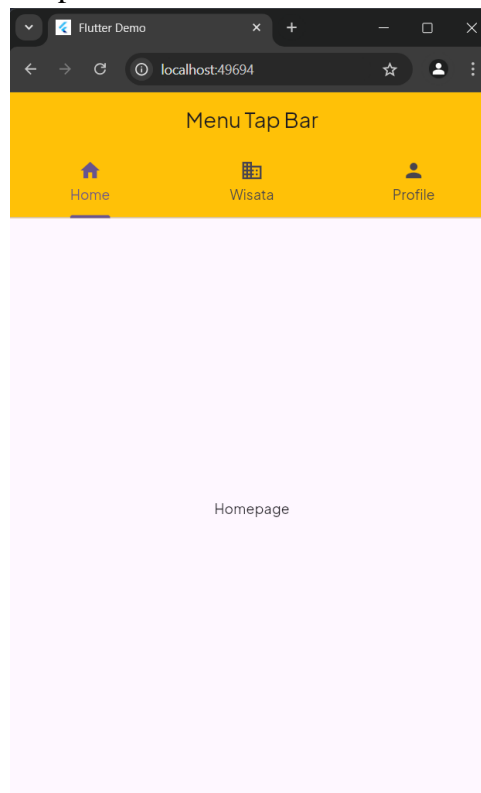 Flutter Demo
localhost:49694
Menu Tap Bar
Home Wisata Profile
Homepage